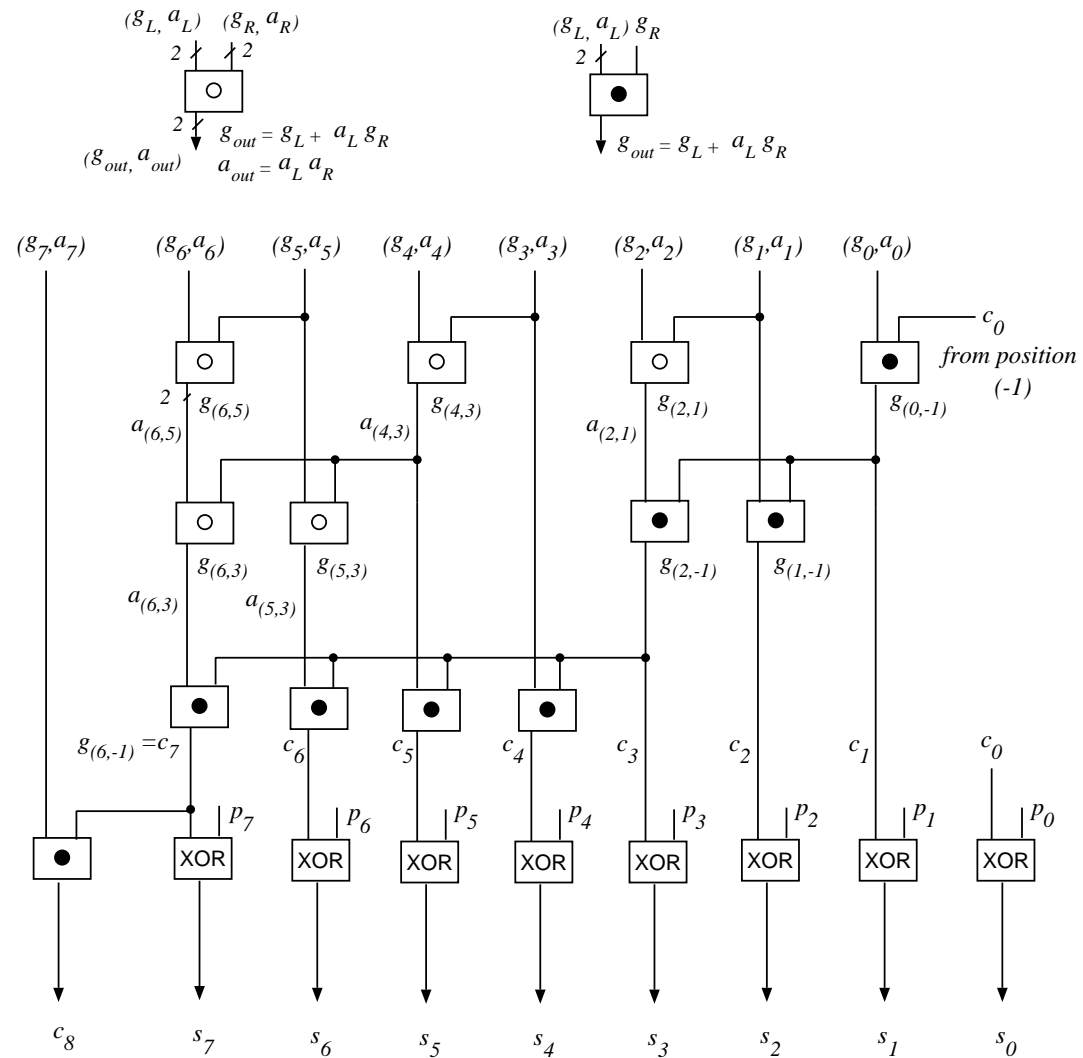 (g_L, a_L) (g_R, a_R)
2 2
2
g_out = g_L + a_L g_R
(g_out, a_out)
a_out = a_L a_R
(g_L, a_L) g_R
2
g_out = g_L + a_L g_R
(g_7,a_7) (g_6,a_6) (g_5,a_5) (g_4,a_4) (g_3,a_3) (g_2,a_2) (g_1,a_1) (g_0,a_0)
c_0
from position
(-1)
2 g_(6,5) g_(4,3) g_(2,1) g_(0,-1)
a_(6,5) a_(4,3) a_(2,1)
g_(6,3) g_(5,3) g_(2,-1) g_(1,-1)
a_(6,3) a_(5,3)
g_(6,-1) =c_7 c_6 c_5 c_4 c_3 c_2 c_1 c_0
p_7 p_6 p_5 p_4 p_3 p_2 p_1 p_0
XOR XOR XOR XOR XOR XOR XOR XOR
c_8 s_7 s_6 s_5 s_4 s_3 s_2 s_1 s_0